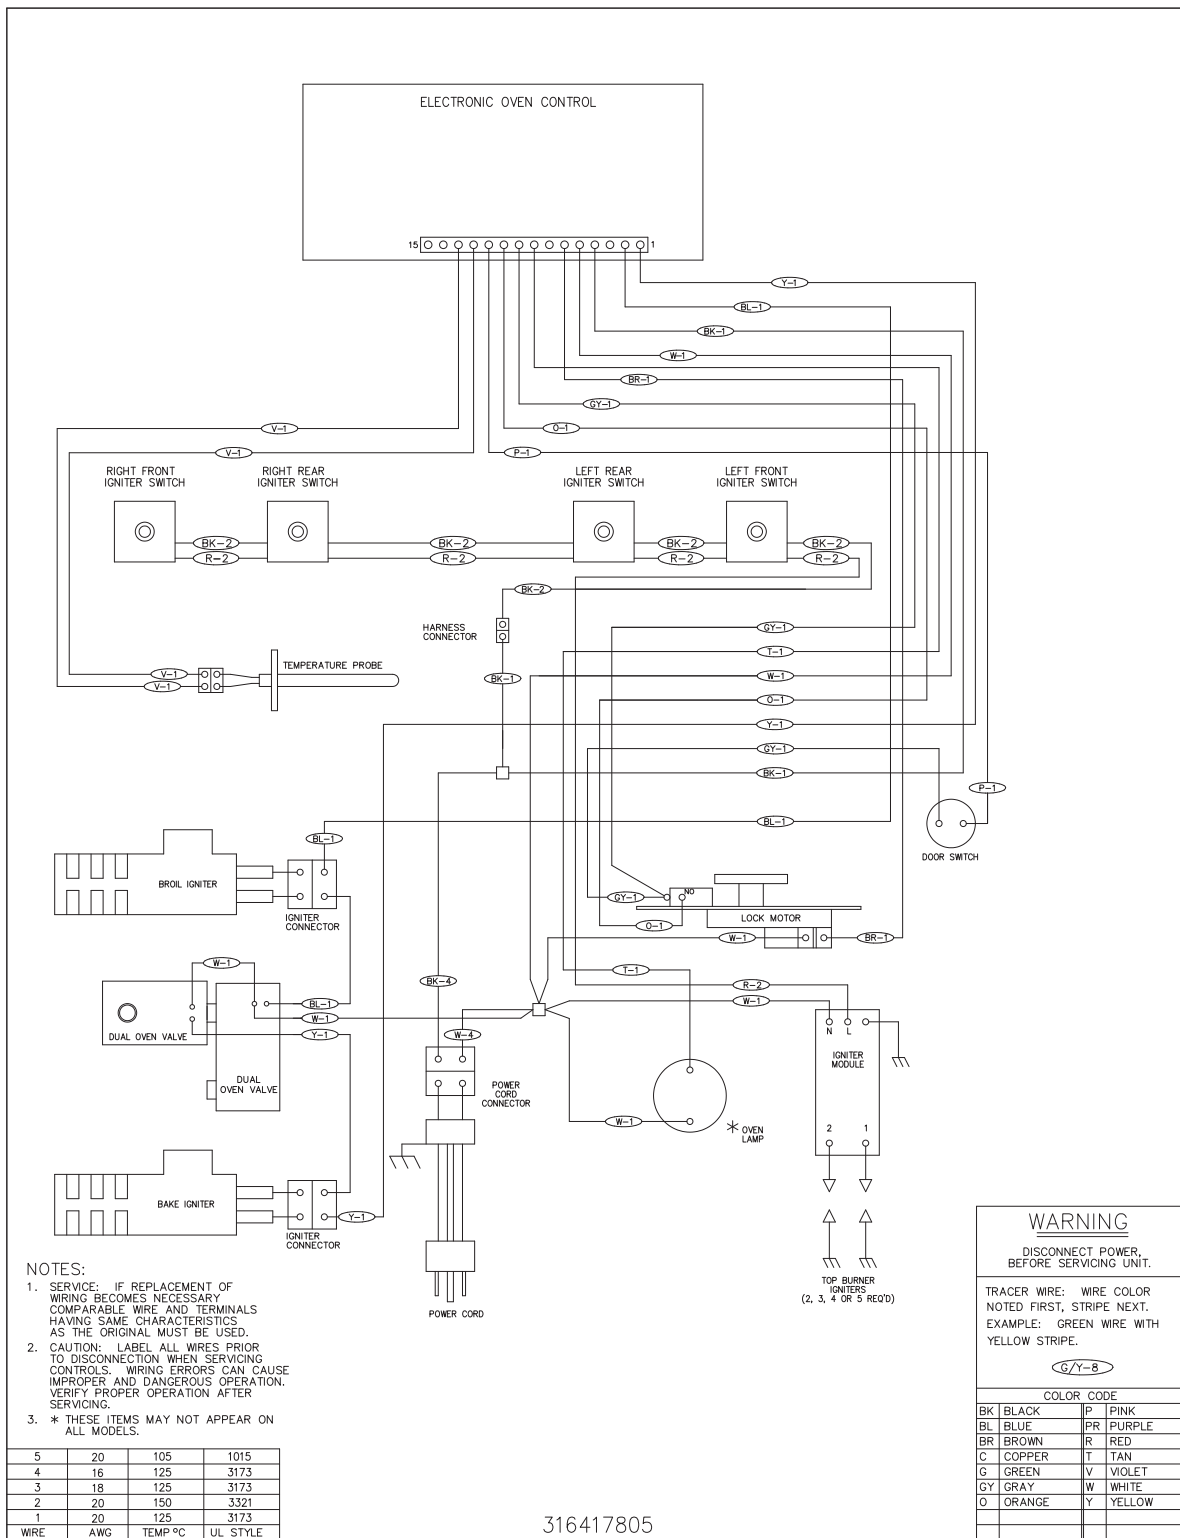 ELECTRONIC OVEN CONTROL
15
1
Y-1
BL-1
BK-1
W-1
BR-1
GY-1
V-1
O-1
V-1
P-1
RIGHT FRONT
IGNITER SWITCH
RIGHT REAR
IGNITER SWITCH
LEFT REAR
IGNITER SWITCH
LEFT FRONT
IGNITER SWITCH
BK-2
BK-2
BK-2
BK-2
R-2
R-2
R-2
R-2
BK-2
HARNESS
CONNECTOR
GY-1
T-1
TEMPERATURE PROBE
V-1
V-1
BK-1
W-1
O-1
Y-1
GY-1
BK-1
P-1
BL-1
BL-1
DOOR SWITCH
BROIL IGNITER
IGNITER
CONNECTOR
GY-1
NO
LOCK MOTOR
O-1
W-1
BR-1
W-1
BK-4
T-1
R-2
BL-1
W-1
W-1
Y-1
W-4
DUAL OVEN VALVE
DUAL
OVEN VALVE
N
L
IGNITER
MODULE
POWER
CORD
CONNECTOR
W-1
* OVEN
LAMP
2
1
BAKE IGNITER
Y-1
IGNITER
CONNECTOR
POWER CORD
TOP BURNER
IGNITERS
(2, 3, 4 OR 5 REQ'D)
NOTES:
1. SERVICE: IF REPLACEMENT OF
WIRING BECOMES NECESSARY
COMPARABLE WIRE AND TERMINALS
HAVING SAME CHARACTERISTICS
AS THE ORIGINAL MUST BE USED.
2. CAUTION: LABEL ALL WIRES PRIOR
TO DISCONNECTION WHEN SERVICING
CONTROLS. WIRING ERRORS CAN CAUSE
IMPROPER AND DANGEROUS OPERATION.
VERIFY PROPER OPERATION AFTER
SERVICING.
3. * THESE ITEMS MAY NOT APPEAR ON
ALL MODELS.
5 20 105 1015
4 16 125 3173
3 18 125 3173
2 20 150 3321
1 20 125 3173
WIRE AWG TEMP °C UL STYLE
316417805
WARNING
DISCONNECT POWER,
BEFORE SERVICING UNIT.
TRACER WIRE: WIRE COLOR
NOTED FIRST, STRIPE NEXT.
EXAMPLE: GREEN WIRE WITH
YELLOW STRIPE.
G/Y-8
COLOR CODE
BK BLACK P PINK
BL BLUE PR PURPLE
BR BROWN R RED
C COPPER T TAN
G GREEN V VIOLET
GY GRAY W WHITE
O ORANGE Y YELLOW